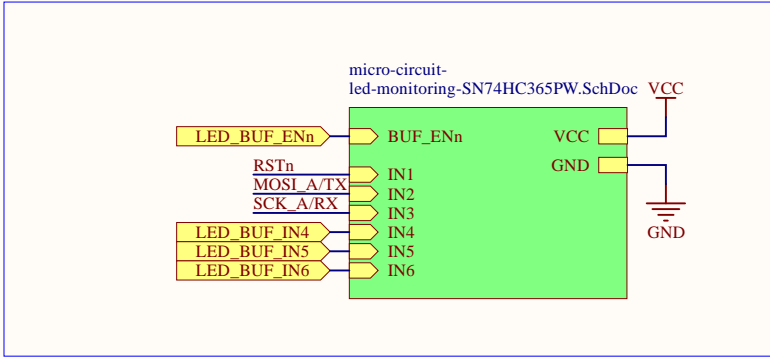 micro-circuit-
led-monitoring-SN74HC365PW.SchDoc
VCC
LED_BUF_ENn
BUF_ENn
VCC
RSTn
IN1
GND
MOSI_A/TX
IN2
SCK_A/RX
IN3
LED_BUF_IN4
IN4
GND
LED_BUF_IN5
IN5
LED_BUF_IN6
IN6